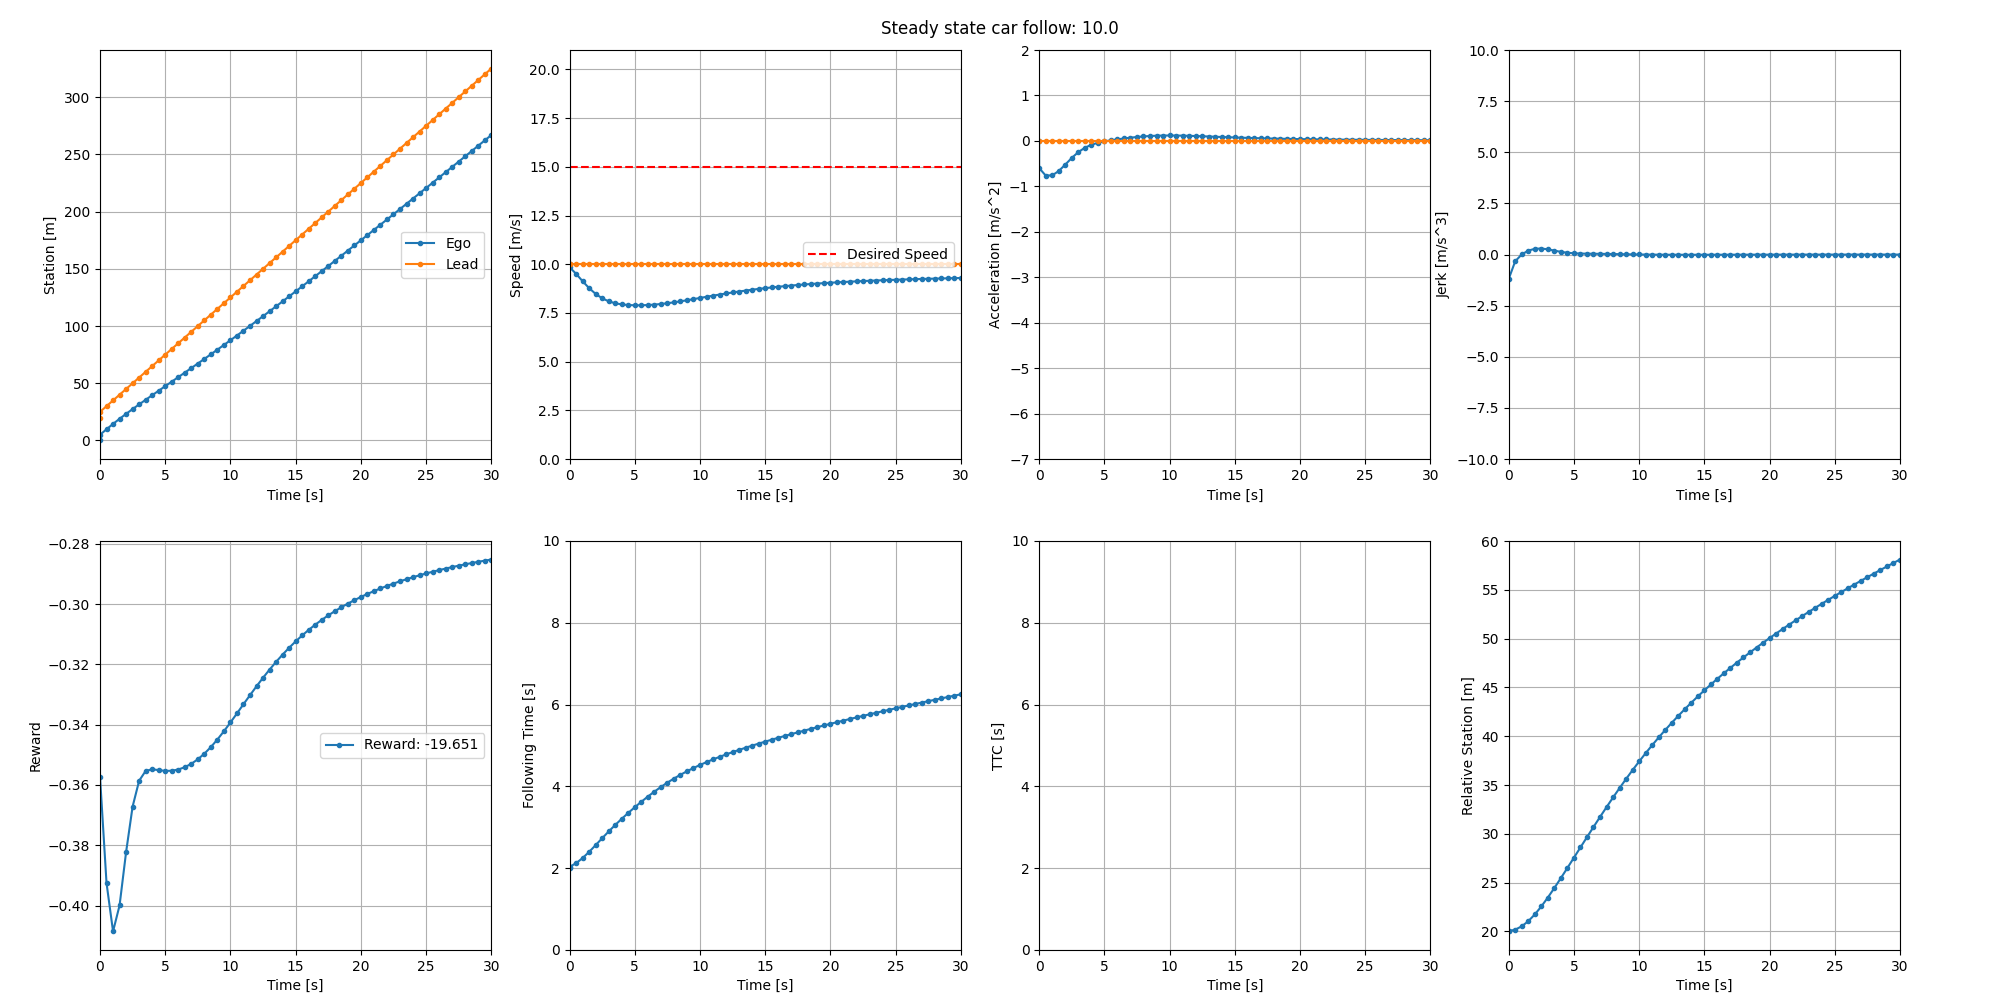 Steady state car follow: 10.0
Station [m]
300
250
200
150
100
50
0
Ego
Lead
0 5 10 15 20 25 30
Time [s]
Speed [m/s]
20.0
17.5
15.0
12.5
10.0
7.5
5.0
2.5
0.0
Desired Speed
0 5 10 15 20 25 30
Time [s]
Acceleration [m/s^2]
2
1
0
−1
−2
−3
−4
−5
−6
−7
0 5 10 15 20 25 30
Time [s]
Jerk [m/s^3]
10.0
7.5
5.0
2.5
0.0
−2.5
−5.0
−7.5
−10.0
0 5 10 15 20 25 30
Time [s]
Reward
−0.28
−0.30
−0.32
−0.34
−0.36
−0.38
−0.40
Reward: -19.651
0 5 10 15 20 25 30
Time [s]
Following Time [s]
10
8
6
4
2
0
0 5 10 15 20 25 30
Time [s]
TTC [s]
10
8
6
4
2
0
0 5 10 15 20 25 30
Time [s]
Relative Station [m]
60
55
50
45
40
35
30
25
20
0 5 10 15 20 25 30
Time [s]